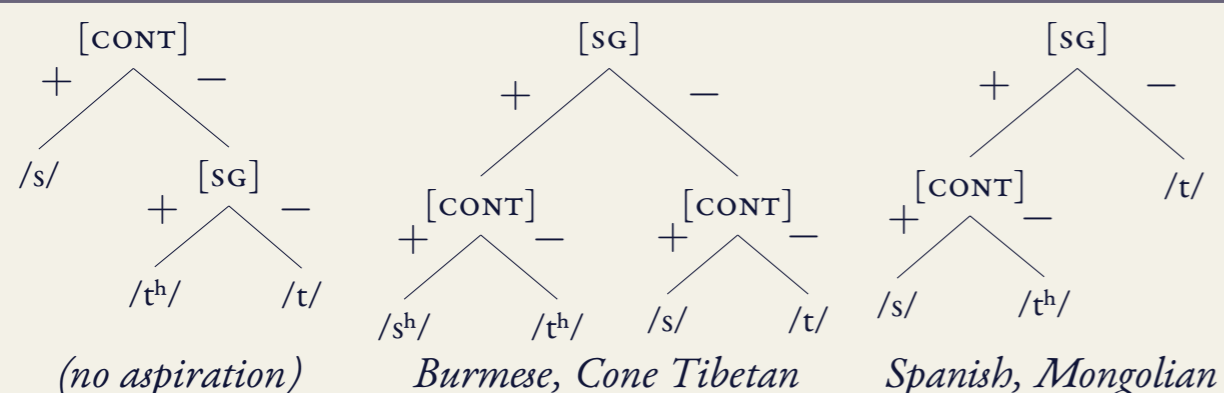 [CONT] [SG] [SG]
+ − + − + −
/s/ [SG] [CONT] [CONT] [CONT] /t/
+ − + − + − + −
/tʰ/ /t/ /sʰ/ /tʰ/ /s/ /t/ /s/ /tʰ/
(no aspiration) Burmese, Cone Tibetan Spanish, Mongolian